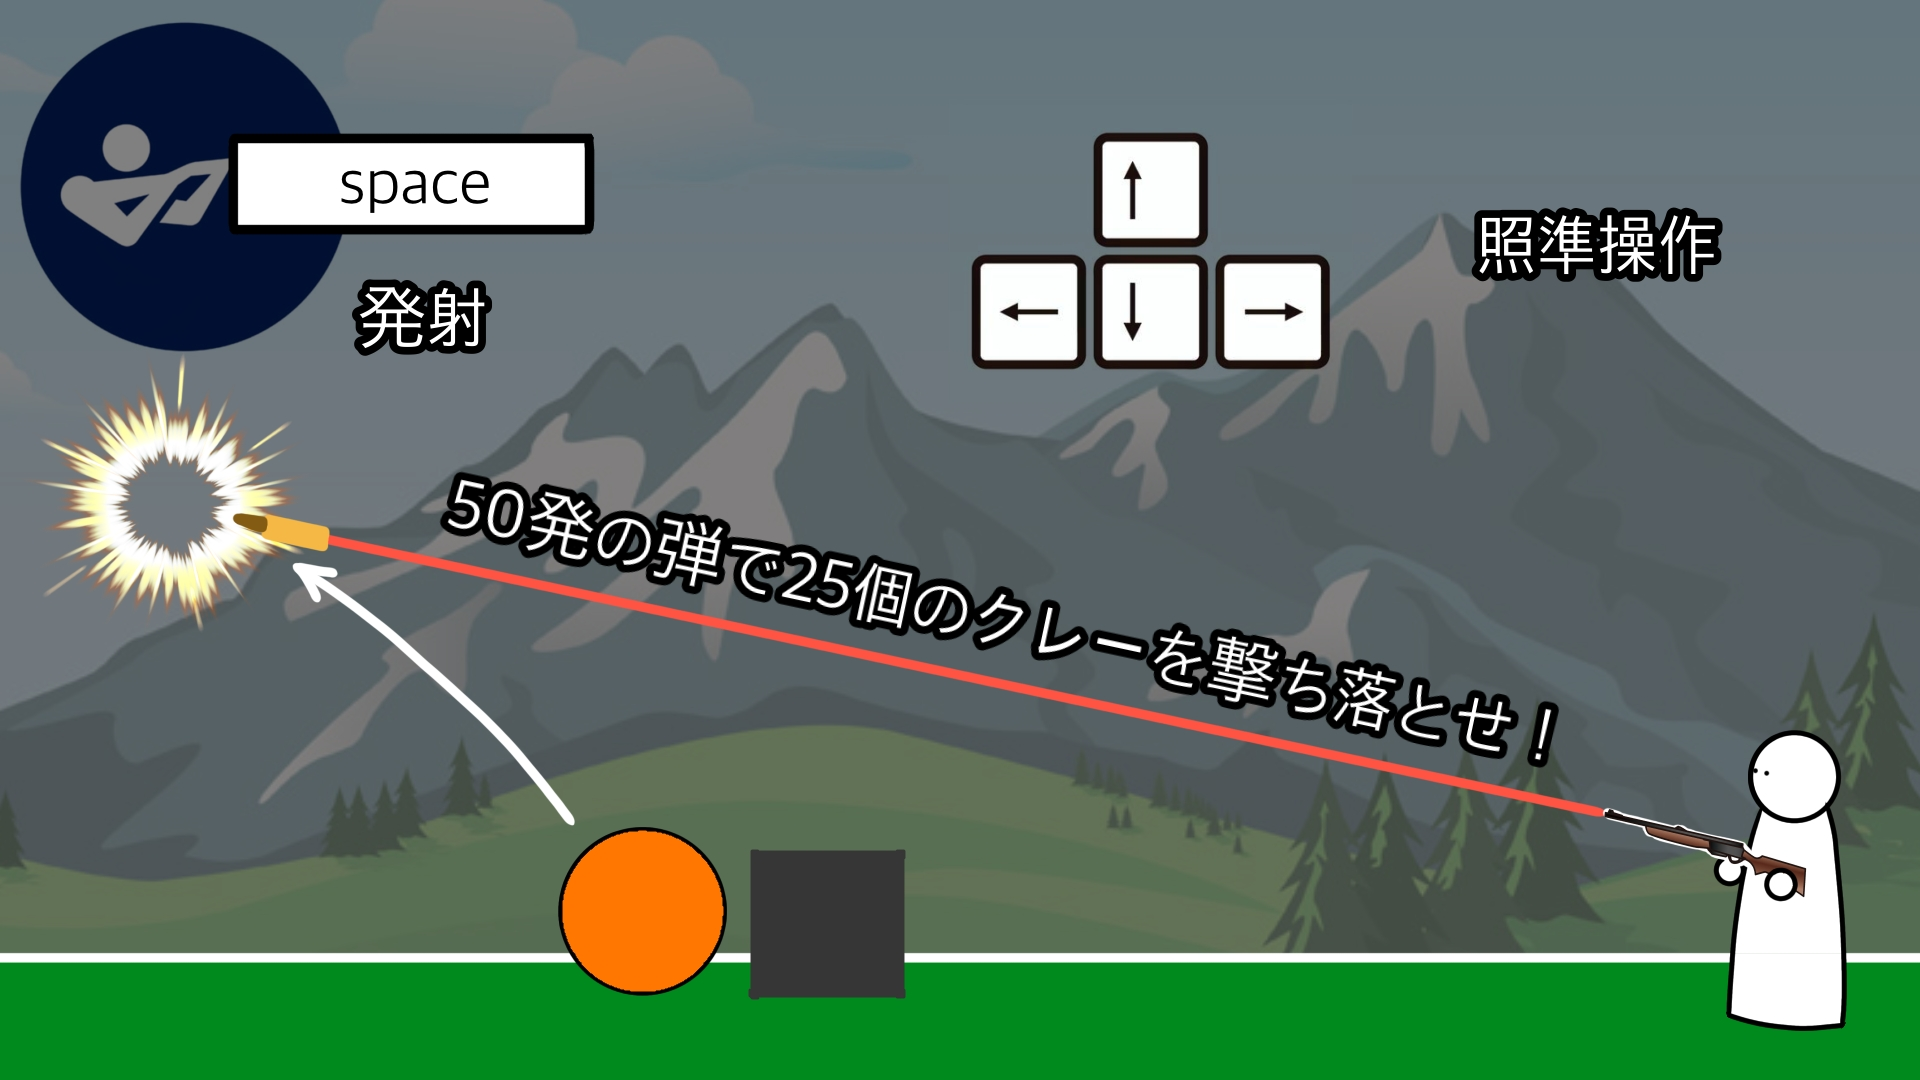 space
発射
↑
← ↓ →
照準操作
50発の弾で25個のクレーを撃ち落とせ！